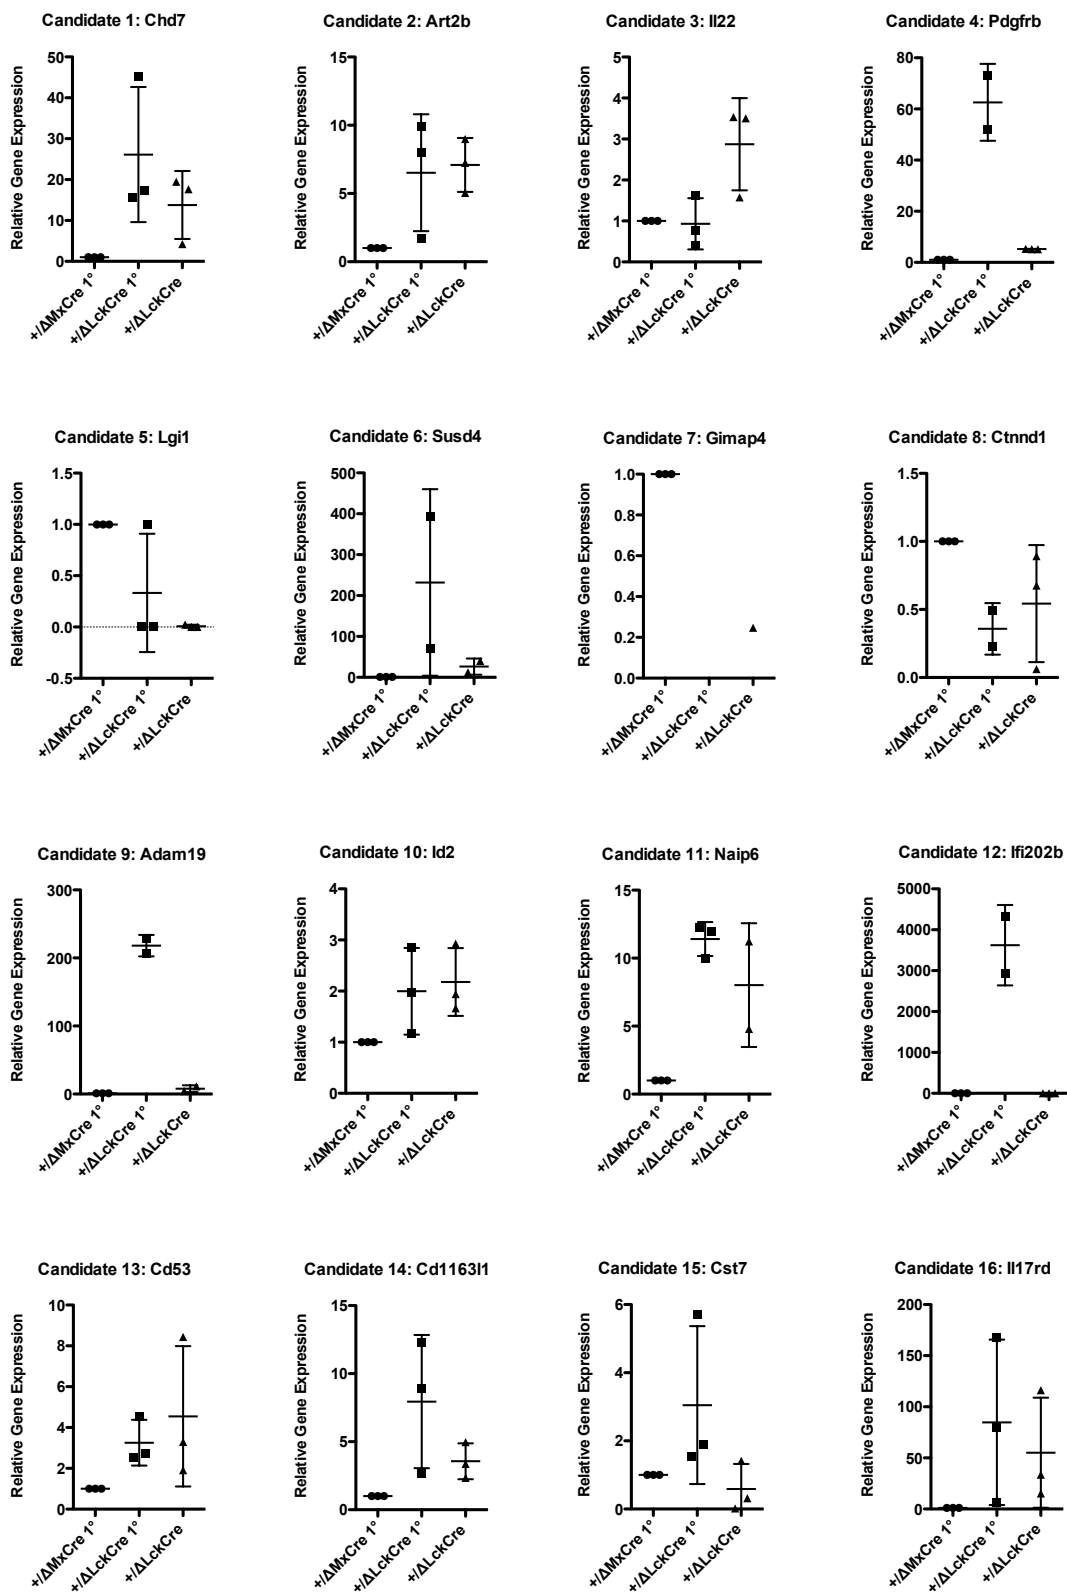 Candidate 1: Chd7
Relative Gene Expression
50
40
30
20
10
0
+/ΔMxCre 1°
+/ΔLckCre 1°
+/ΔLckCre
Candidate 2: Art2b
Relative Gene Expression
15
10
5
0
+/ΔMxCre 1°
+/ΔLckCre 1°
+/ΔLckCre
Candidate 3: Il22
Relative Gene Expression
5
4
3
2
1
0
+/ΔMxCre 1°
+/ΔLckCre 1°
+/ΔLckCre
Candidate 4: Pdgfrb
Relative Gene Expression
80
60
40
20
0
+/ΔMxCre 1°
+/ΔLckCre 1°
+/ΔLckCre
Candidate 5: Lgi1
Relative Gene Expression
1.5
1.0
0.5
0.0
-0.5
+/ΔMxCre 1°
+/ΔLckCre 1°
+/ΔLckCre
Candidate 6: Susd4
Relative Gene Expression
500
400
300
200
100
0
+/ΔMxCre 1°
+/ΔLckCre 1°
+/ΔLckCre
Candidate 7: Gimap4
Relative Gene Expression
1.0
0.8
0.6
0.4
0.2
0.0
+/ΔMxCre 1°
+/ΔLckCre 1°
+/ΔLckCre
Candidate 8: Ctnnd1
Relative Gene Expression
1.5
1.0
0.5
0.0
+/ΔMxCre 1°
+/ΔLckCre 1°
+/ΔLckCre
Candidate 9: Adam19
Relative Gene Expression
300
200
100
0
+/ΔMxCre 1°
+/ΔLckCre 1°
+/ΔLckCre
Candidate 10: Id2
Relative Gene Expression
4
3
2
1
0
+/ΔMxCre 1°
+/ΔLckCre 1°
+/ΔLckCre
Candidate 11: Naip6
Relative Gene Expression
15
10
5
0
+/ΔMxCre 1°
+/ΔLckCre 1°
+/ΔLckCre
Candidate 12: Ifi202b
Relative Gene Expression
5000
4000
3000
2000
1000
0
+/ΔMxCre 1°
+/ΔLckCre 1°
+/ΔLckCre
Candidate 13: Cd53
Relative Gene Expression
10
8
6
4
2
0
+/ΔMxCre 1°
+/ΔLckCre 1°
+/ΔLckCre
Candidate 14: Cd1163l1
Relative Gene Expression
15
10
5
0
+/ΔMxCre 1°
+/ΔLckCre 1°
+/ΔLckCre
Candidate 15: Cst7
Relative Gene Expression
6
4
2
0
+/ΔMxCre 1°
+/ΔLckCre 1°
+/ΔLckCre
Candidate 16: Il17rd
Relative Gene Expression
200
150
100
50
0
+/ΔMxCre 1°
+/ΔLckCre 1°
+/ΔLckCre